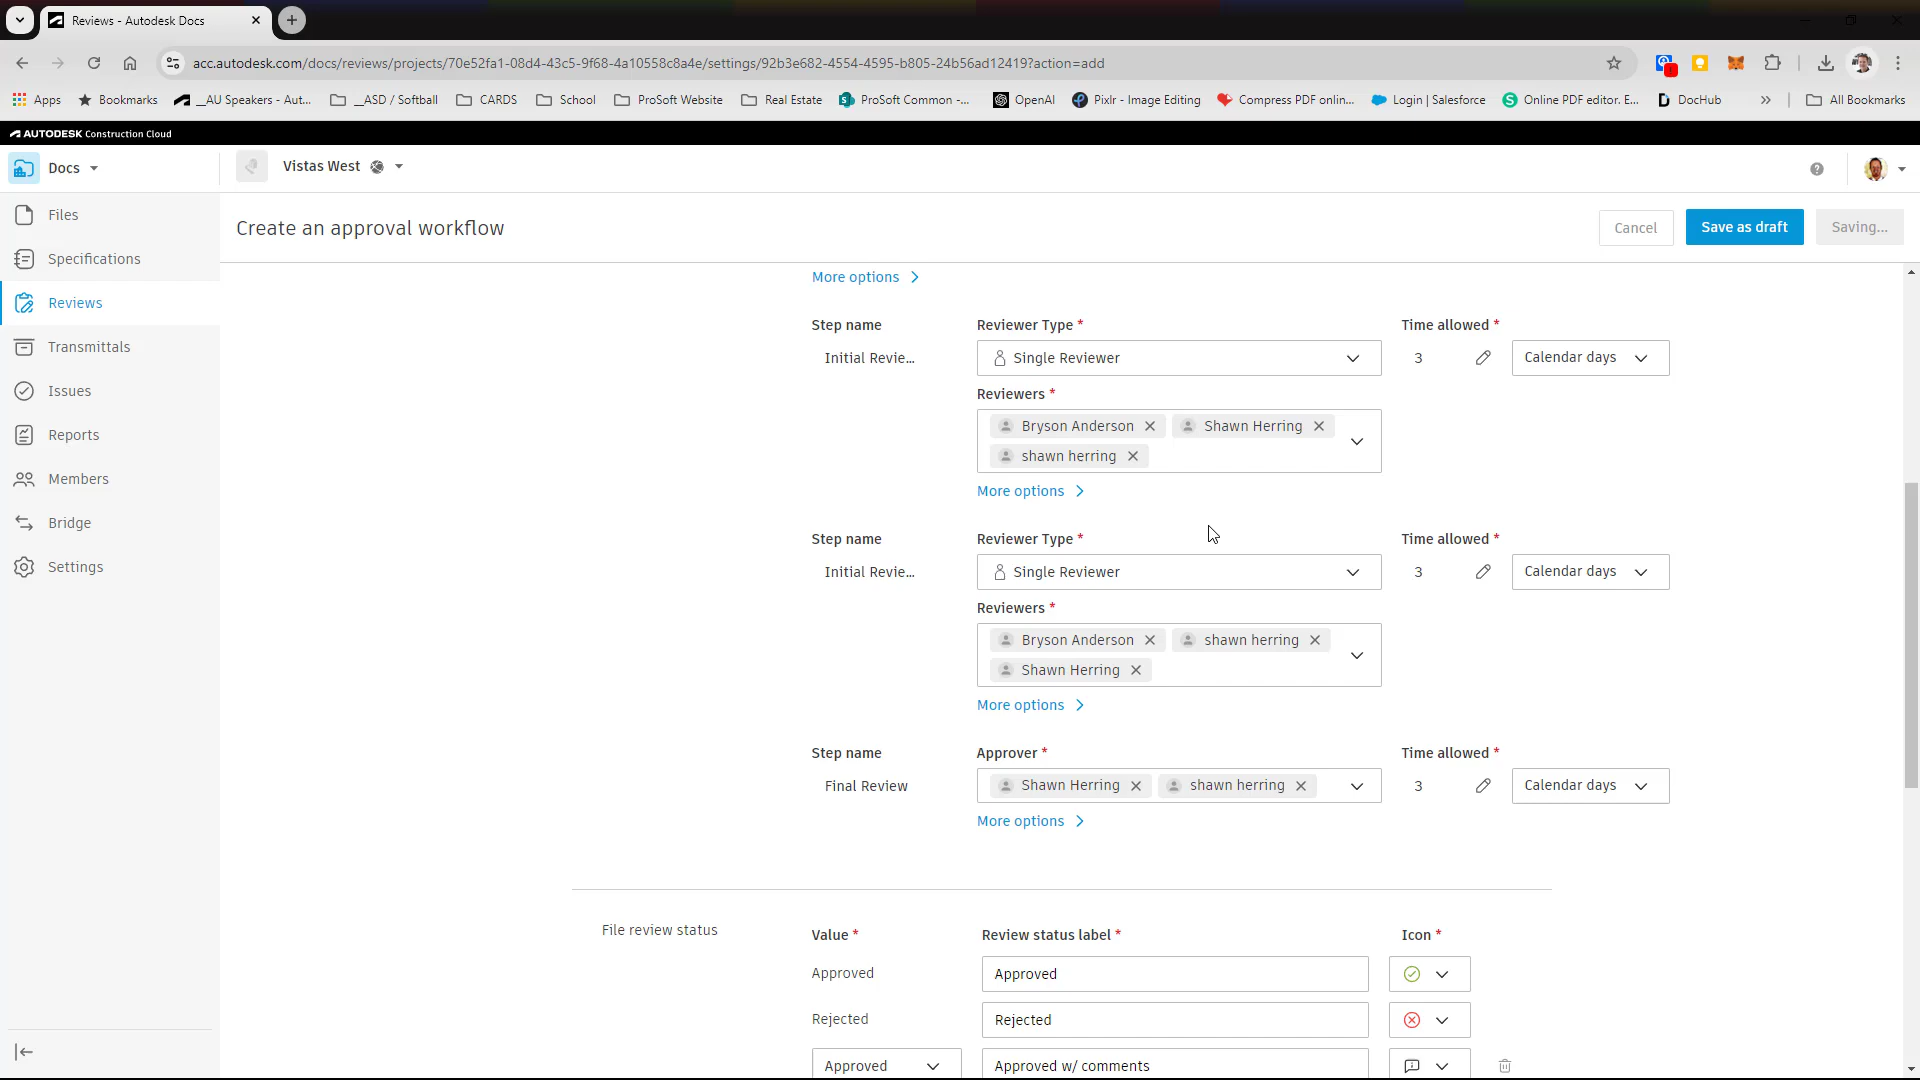 Reviews - Autodesk Docs
acc.autodesk.com/docs/reviews/projects/70e52fa1-08d4-43c5-9f68-4a10558c8a4e/settings/92b3e682-4554-4595-b805-24b56ad12419?action=add
Apps Bookmarks __AU Speakers - Aut... __ASD / Softball CARDS School ProSoft Website Real Estate ProSoft Common -... OpenAI Pixlr - Image Editing Compress PDF onlin... Login | Salesforce Online PDF editor. E... DocHub » All Bookmarks
AUTODESK Construction Cloud
Docs Vistas West
Create an approval workflow Cancel Save as draft Saving...
Files
Specifications
Reviews
Transmittals
Issues
Reports
Members
Bridge
Settings
More options
Step name Reviewer Type * Time allowed *
Initial Revie... Single Reviewer 3 Calendar days
Reviewers *
Bryson Anderson Shawn Herring
shawn herring
More options
Step name Reviewer Type * Time allowed *
Initial Revie... Single Reviewer 3 Calendar days
Reviewers *
Bryson Anderson shawn herring
Shawn Herring
More options
Step name Approver * Time allowed *
Final Review Shawn Herring shawn herring 3 Calendar days
More options
File review status Value * Review status label * Icon *
Approved Approved
Rejected Rejected
Approved Approved w/ comments